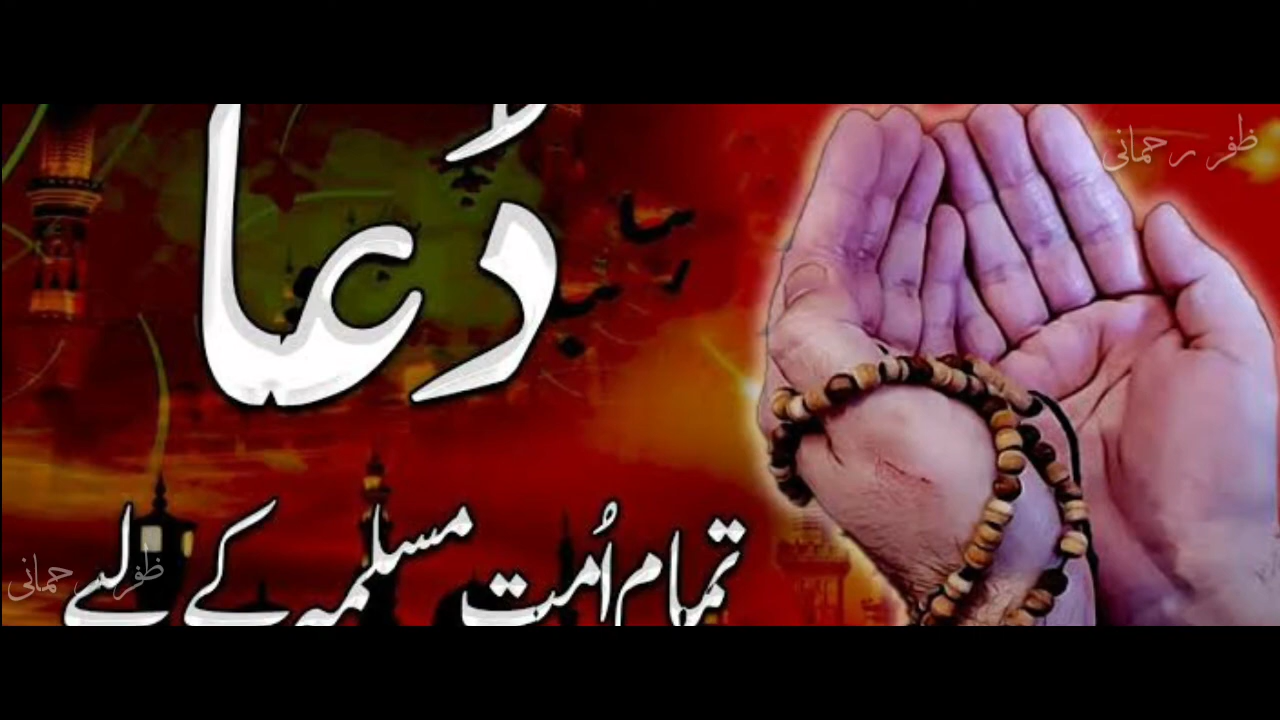 ظفر رحمانی
دُعا
تمام اُمت مسلمہ کے لیے
ظفر رحمانی